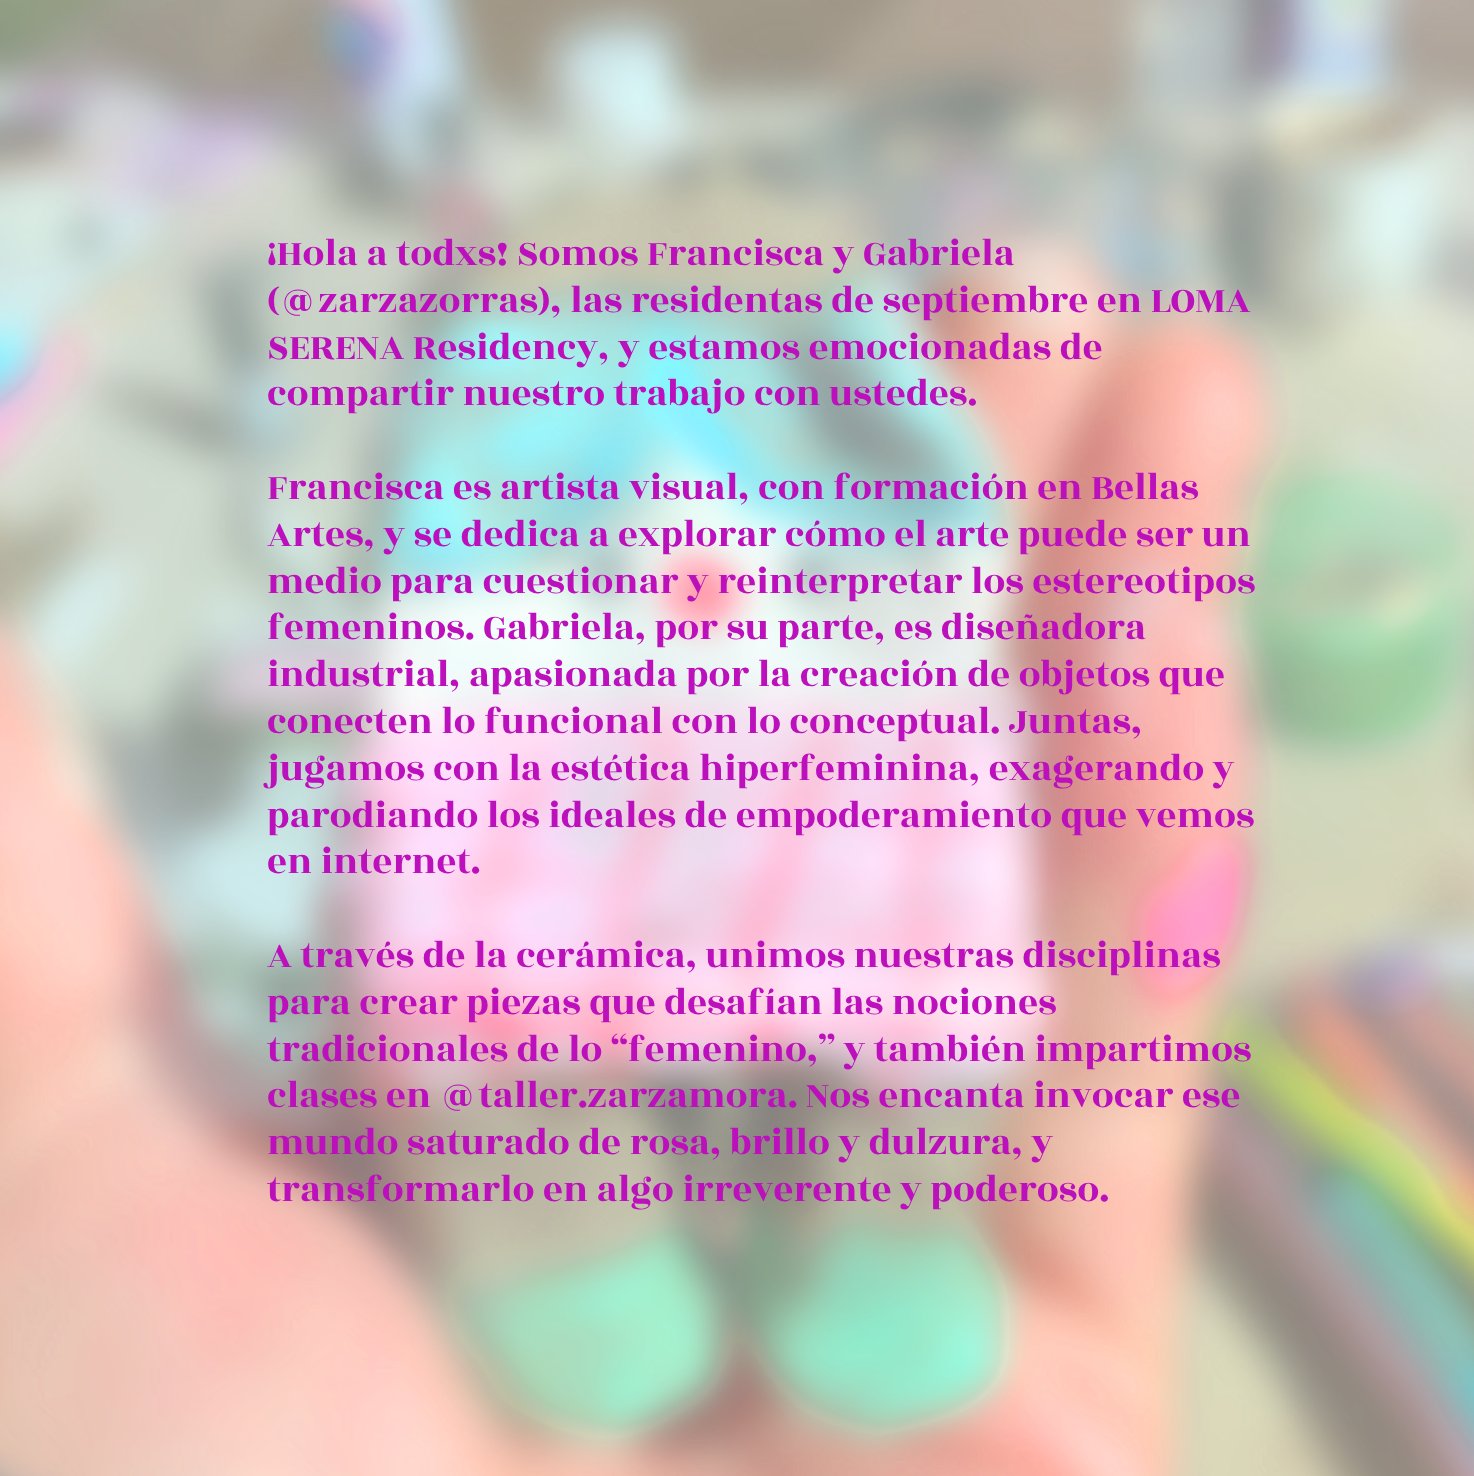 ¡Hola a todxs! Somos Francisca y Gabriela
(@zarzazorras), las residentas de septiembre en LOMA
SERENA Residency, y estamos emocionadas de
compartir nuestro trabajo con ustedes.
Francisca es artista visual, con formación en Bellas
Artes, y se dedica a explorar cómo el arte puede ser un
medio para cuestionar y reinterpretar los estereotipos
femeninos. Gabriela, por su parte, es diseñadora
industrial, apasionada por la creación de objetos que
conecten lo funcional con lo conceptual. Juntas,
jugamos con la estética hiperfeminina, exagerando y
parodiando los ideales de empoderamiento que vemos
en internet.
A través de la cerámica, unimos nuestras disciplinas
para crear piezas que desafían las nociones
tradicionales de lo “femenino,” y también impartimos
clases en @taller.zarzamora. Nos encanta invocar ese
mundo saturado de rosa, brillo y dulzura, y
transformarlo en algo irreverente y poderoso.